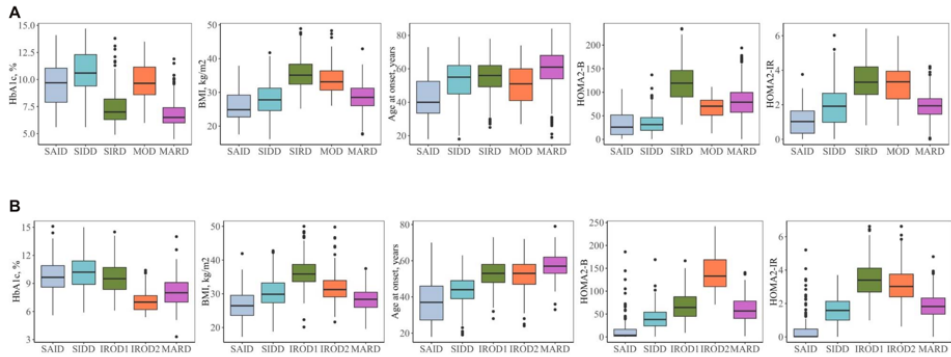 A
HbA1c, %
15.0
12.5
10.0
7.5
5.0
SAID SIDD SIRD MOD MARD
BMI, kg/m2
50
40
30
SAID SIDD SIRD MOD MARD
Age at onset, years
80
60
40
20
SAID SIDD SIRD MOD MARD
HOMA2-B
200
150
100
50
0
SAID SIDD SIRD MOD MARD
HOMA2-IR
6
4
2
0
SAID SIDD SIRD MOD MARD
B
HbA1c, %
15
12
9
6
3
SAID SIDD IROD1 IROD2 MARD
BMI, kg/m2
50
40
30
20
SAID SIDD IROD1 IROD2 MARD
Age at onset, years
80
60
40
20
SAID SIDD IROD1 IROD2 MARD
HOMA2-B
250
200
150
100
50
0
SAID SIDD IROD1 IROD2 MARD
HOMA2-IR
6
4
2
0
SAID SIDD IROD1 IROD2 MARD